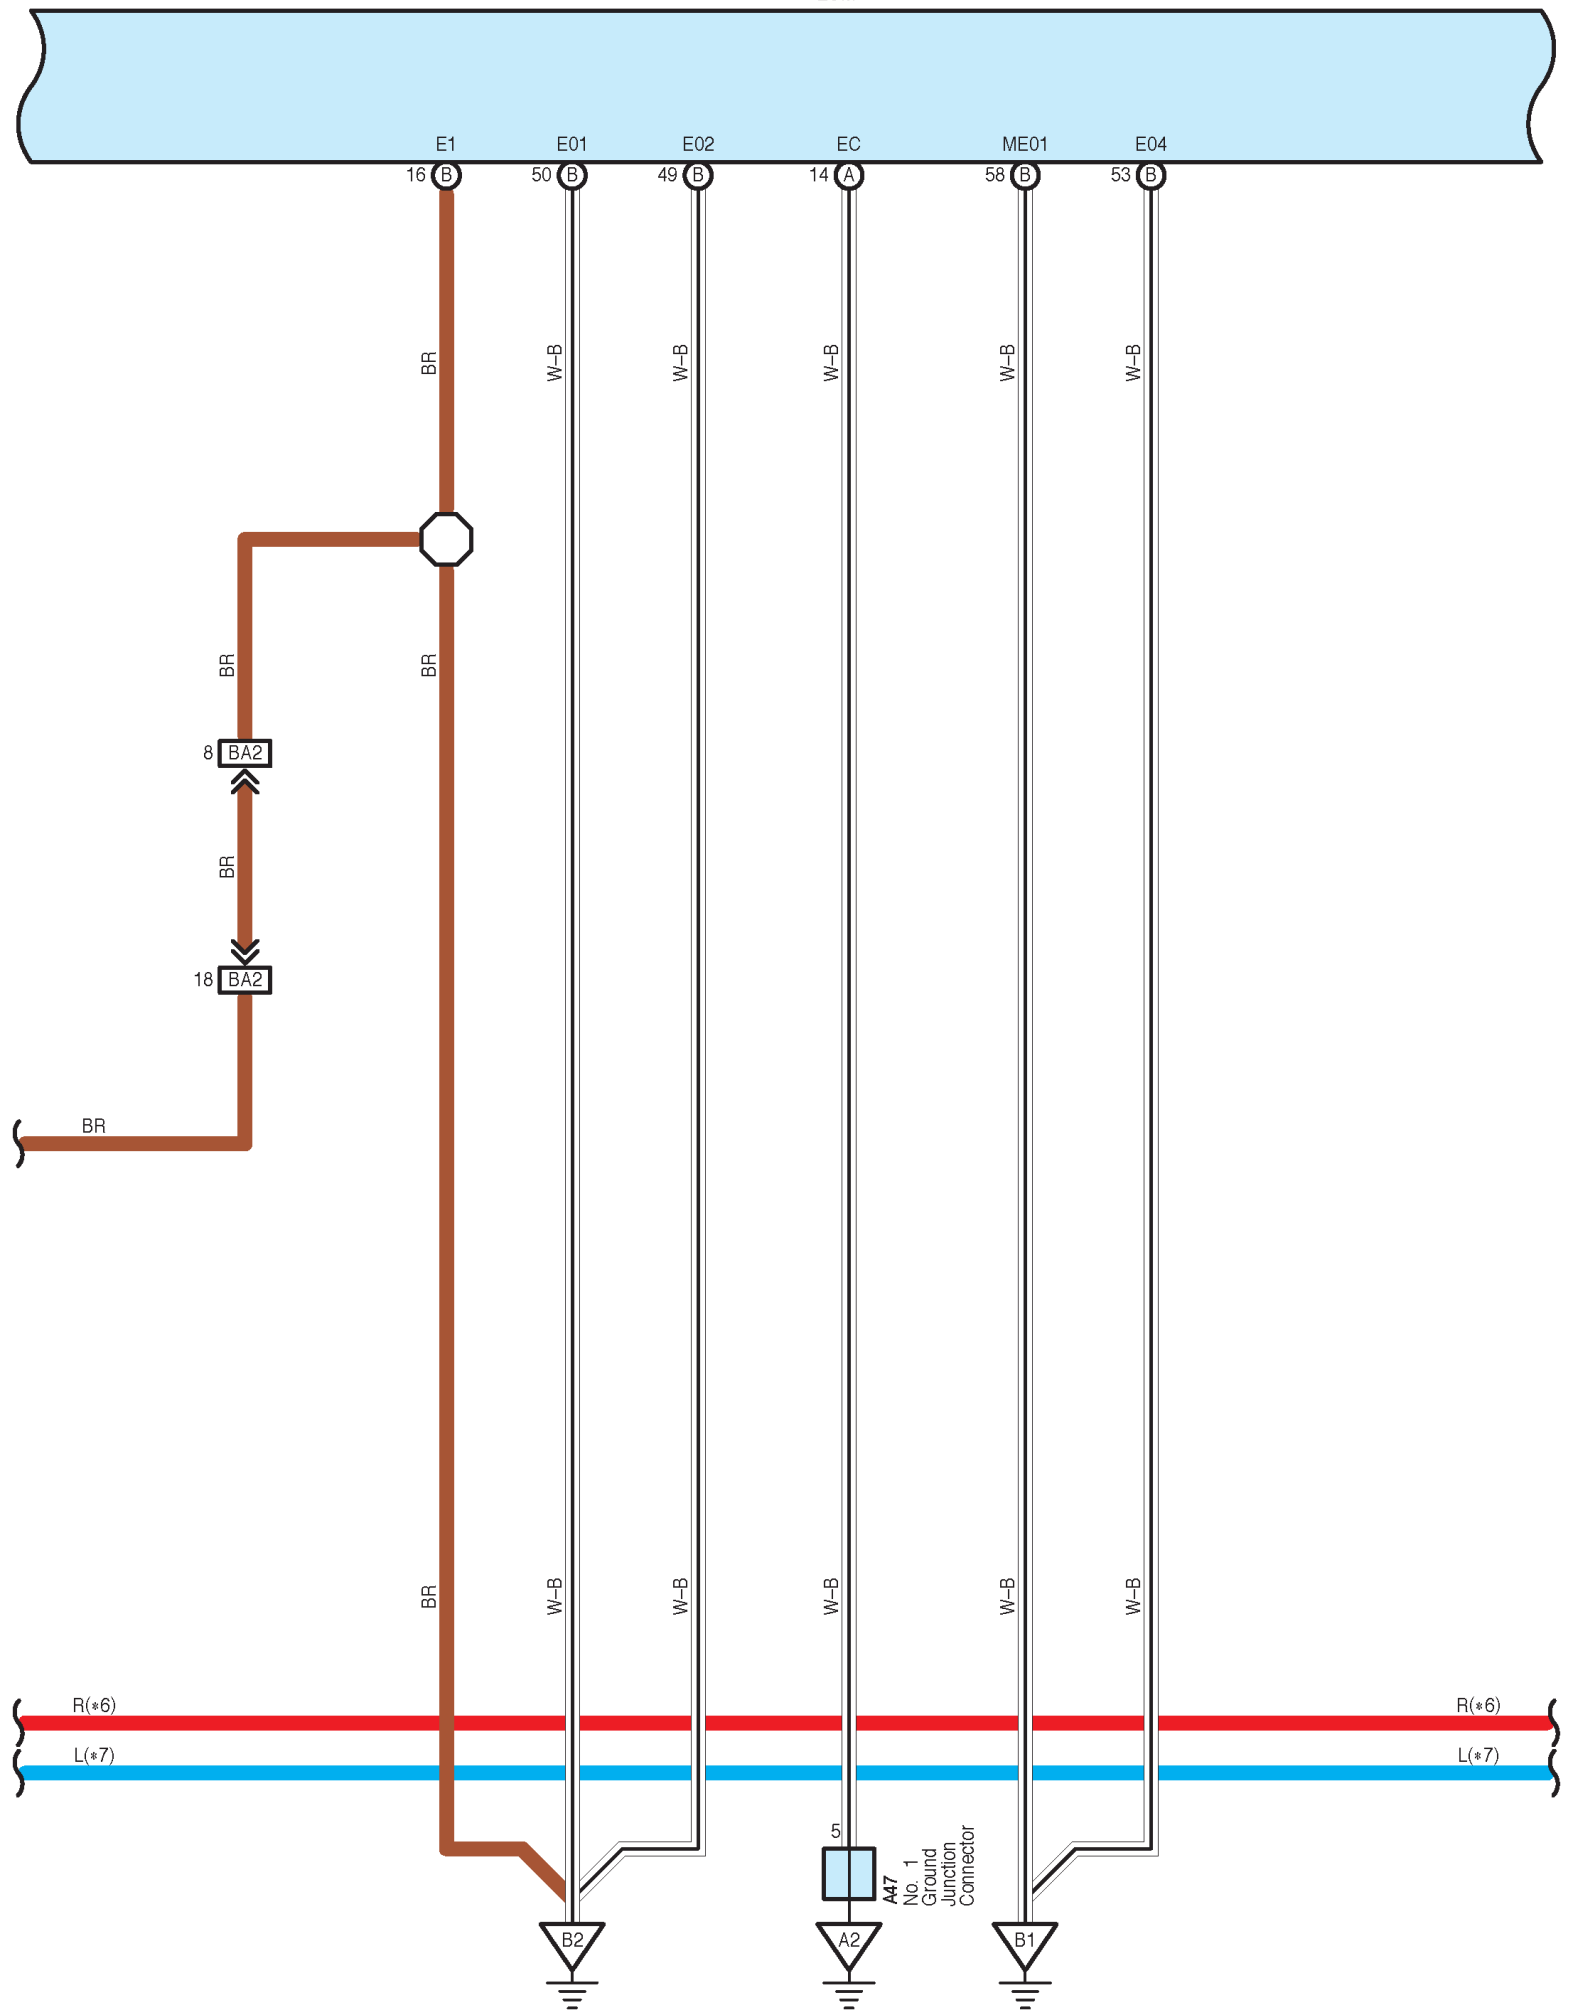 E1 E01 E02 EC ME01 E04
16 B 50 B 49 B 14 A 58 B 53 B
BR W–B W–B W–B W–B W–B
BR BR
8 BA2
BR
18 BA2
BR
BR W–B W–B W–B W–B W–B
R(*6) R(*6)
L(*7) L(*7)
5
A47
No. 1
Ground
Junction
Connector
B2 A2 B1